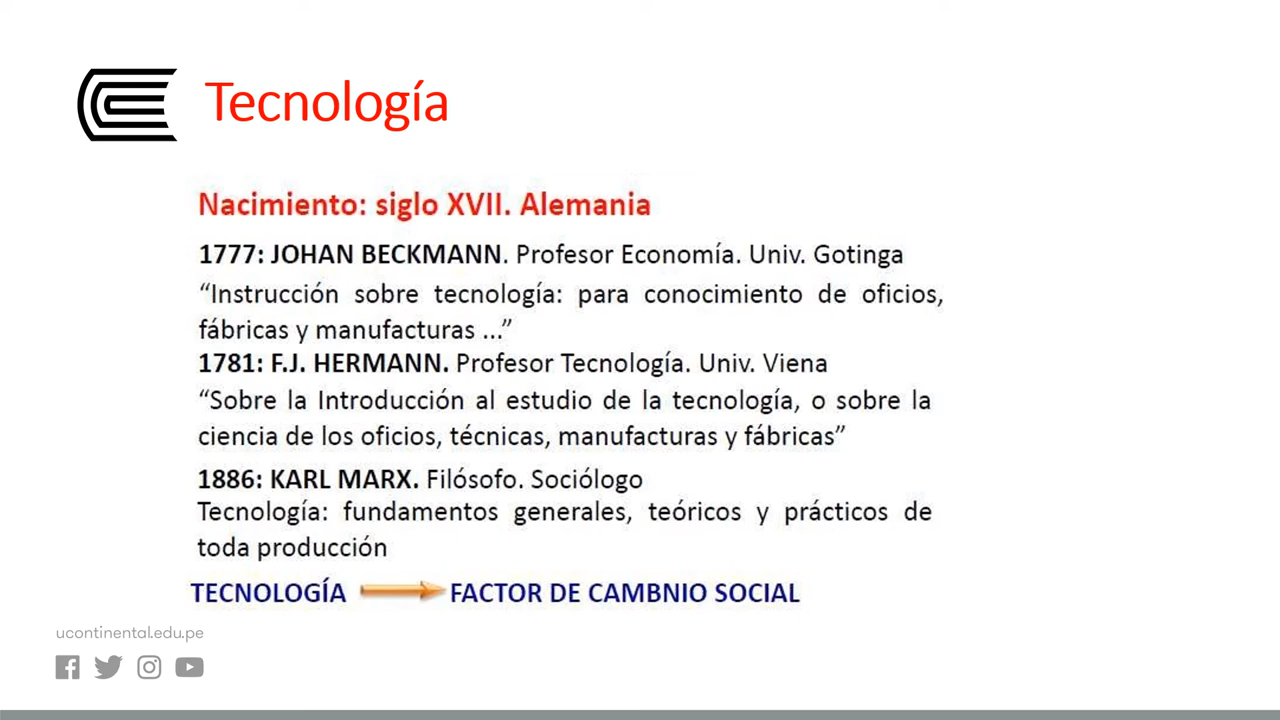 Tecnología
Nacimiento: siglo XVII. Alemania
1777: JOHAN BECKMANN. Profesor Economía. Univ. Gotinga
“Instrucción sobre tecnología: para conocimiento de oficios,
fábricas y manufacturas ...”
1781: F.J. HERMANN. Profesor Tecnología. Univ. Viena
“Sobre la Introducción al estudio de la tecnología, o sobre la
ciencia de los oficios, técnicas, manufacturas y fábricas”
1886: KARL MARX. Filósofo. Sociólogo
Tecnología: fundamentos generales, teóricos y prácticos de
toda producción
TECNOLOGÍA FACTOR DE CAMBNIO SOCIAL
ucontinental.edu.pe